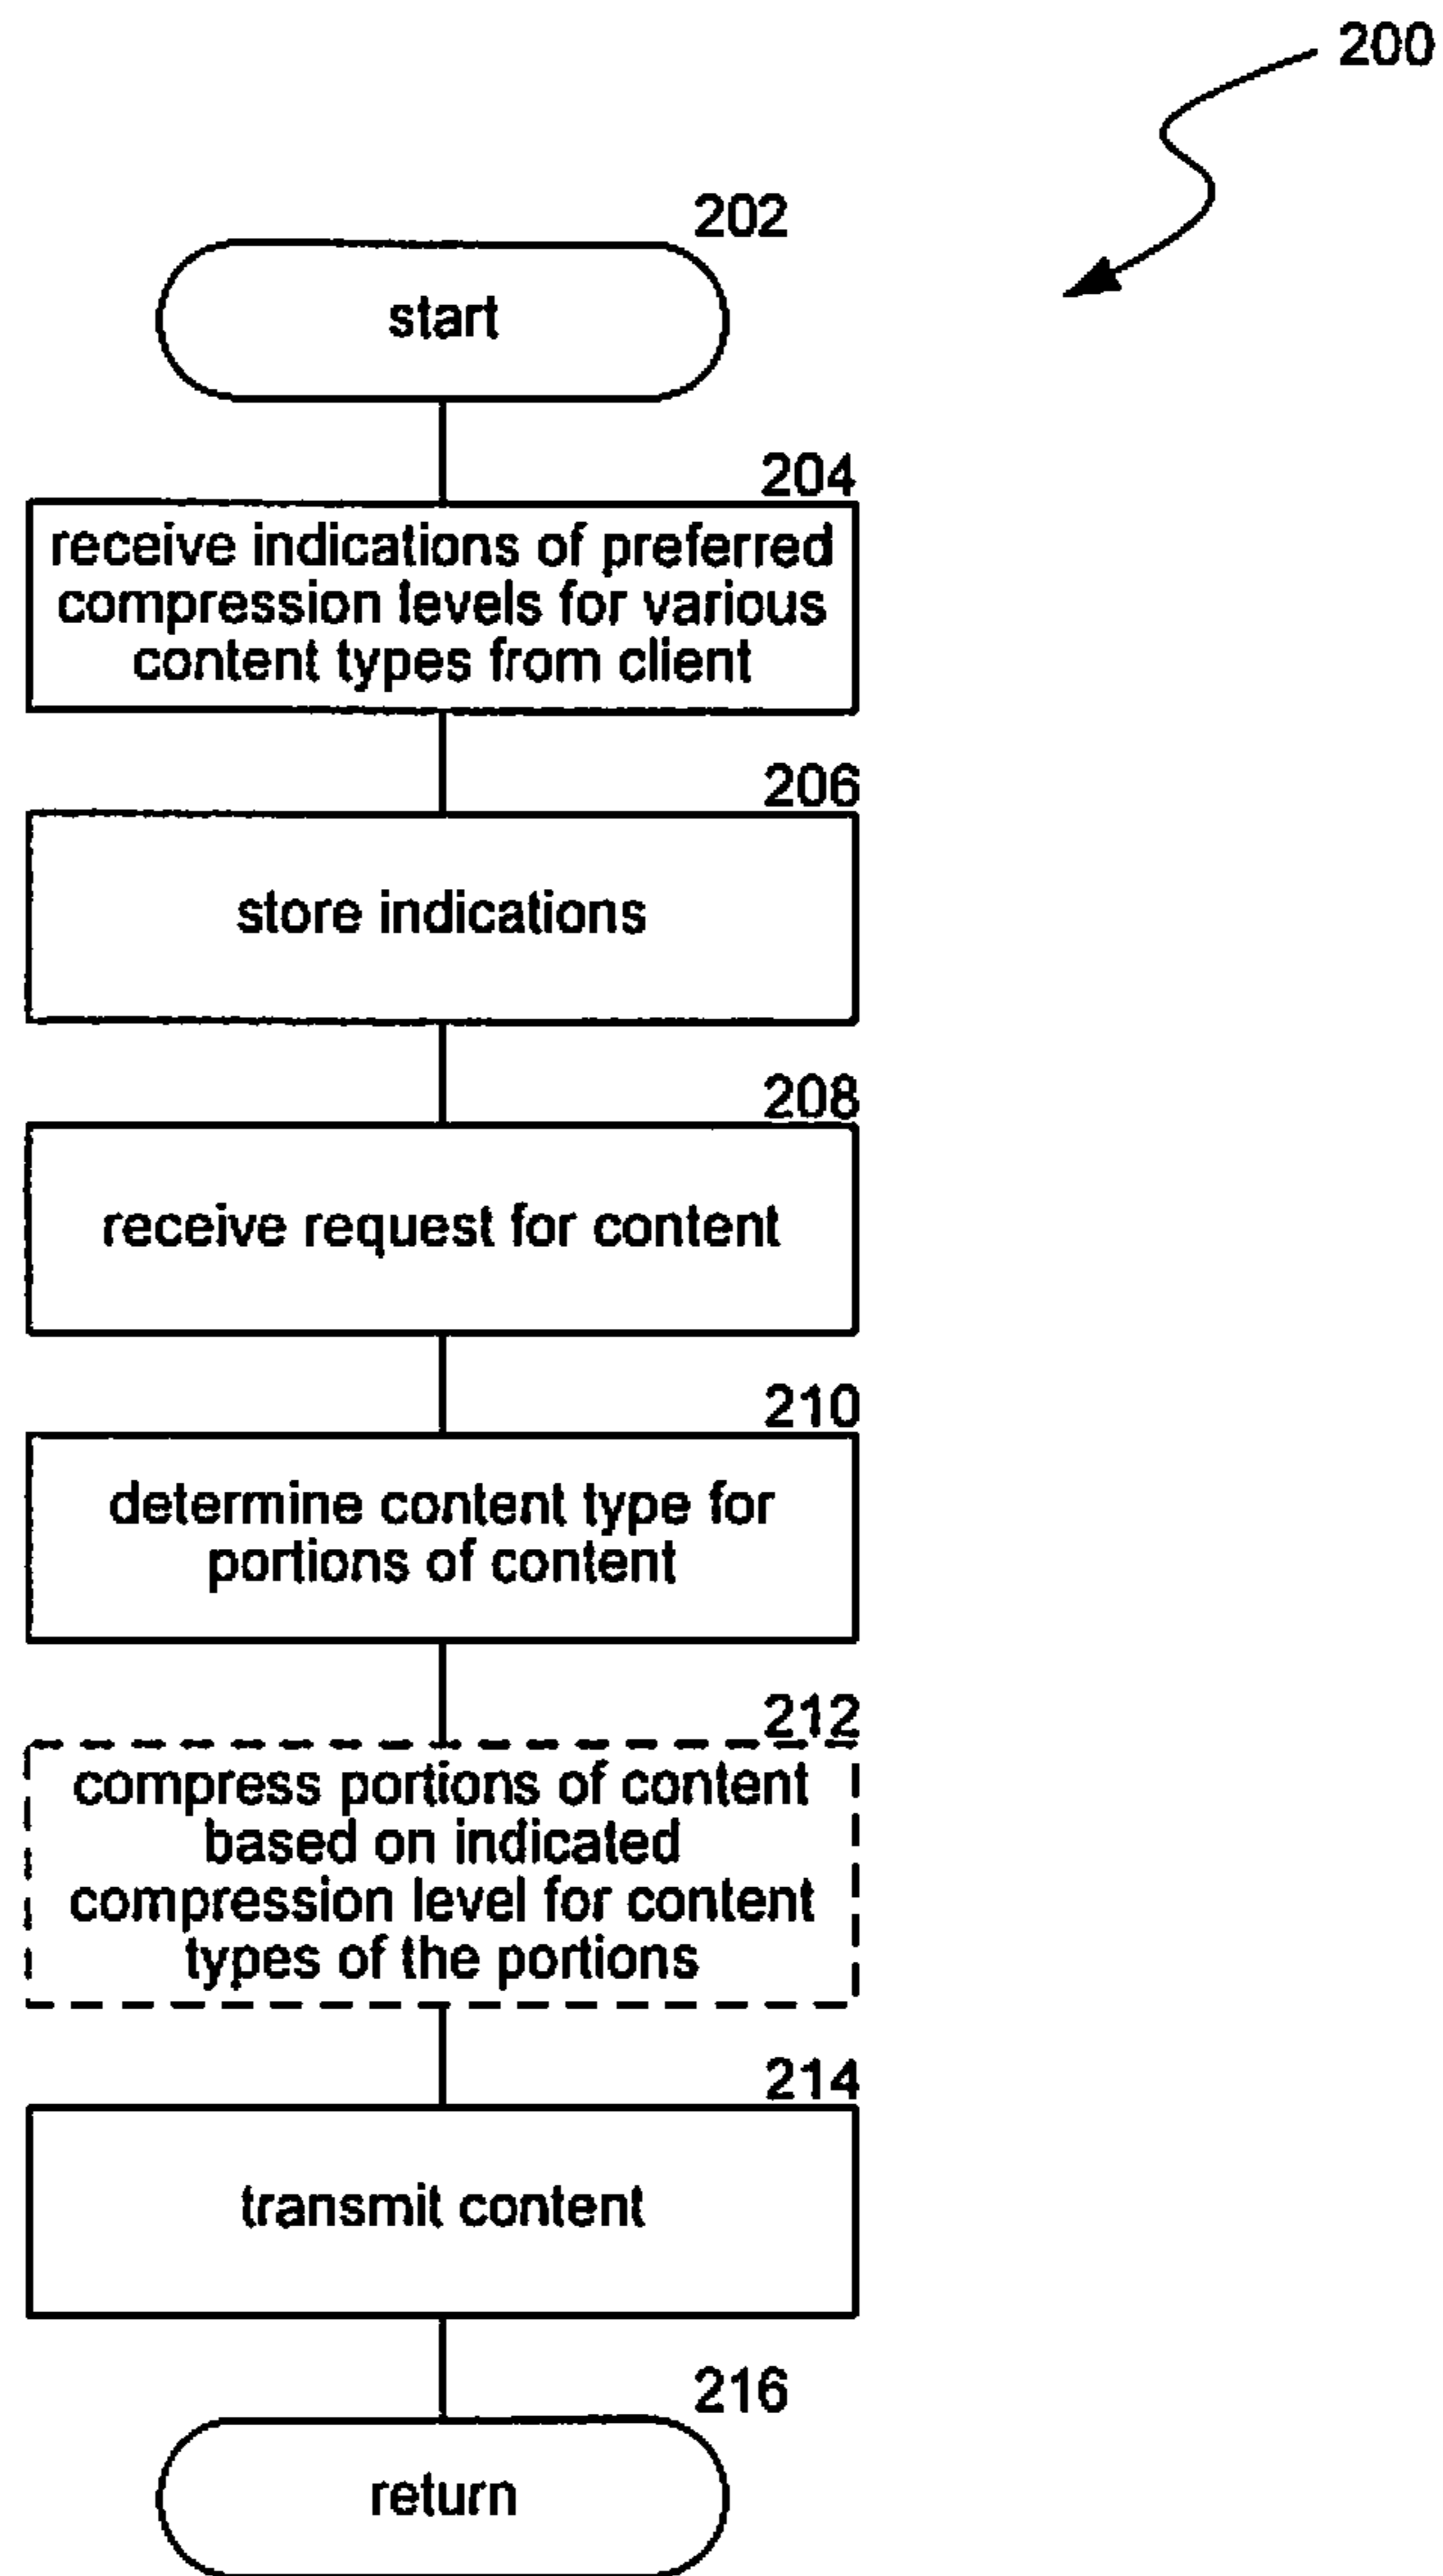 200
202
start
204
receive indications of preferred
compression levels for various
content types from client
206
store indications
208
receive request for content
210
determine content type for
portions of content
212
compress portions of content
based on indicated
compression level for content
types of the portions
214
transmit content
216
return